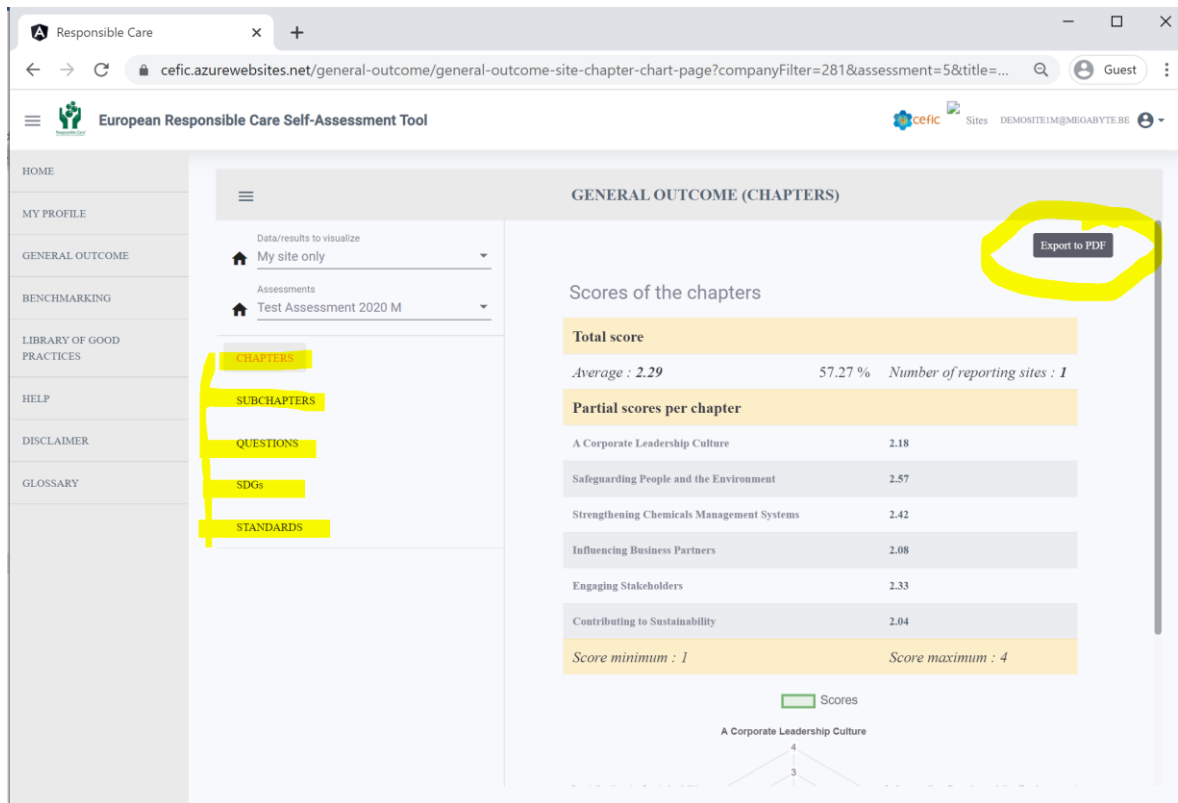 Responsible Care
cefic.azurewebsites.net/general-outcome/general-outcome-site-chapter-chart-page?companyFilter=281&assessment=5&title=...
Guest
European Responsible Care Self-Assessment Tool
cefic
Sites
DEMOSITE1M@MEGABYTE.BE
HOME
MY PROFILE
GENERAL OUTCOME
BENCHMARKING
LIBRARY OF GOOD
PRACTICES
HELP
DISCLAIMER
GLOSSARY
GENERAL OUTCOME (CHAPTERS)
Data/results to visualize
My site only
Assessments
Test Assessment 2020 M
CHAPTERS
SUBCHAPTERS
QUESTIONS
SDGs
STANDARDS
Export to PDF
Scores of the chapters
Total score
Average : 2.29 57.27 % Number of reporting sites : 1
Partial scores per chapter
A Corporate Leadership Culture 2.18
Safeguarding People and the Environment 2.57
Strengthening Chemicals Management Systems 2.42
Influencing Business Partners 2.08
Engaging Stakeholders 2.33
Contributing to Sustainability 2.04
Score minimum : 1 Score maximum : 4
Scores
A Corporate Leadership Culture
4
3